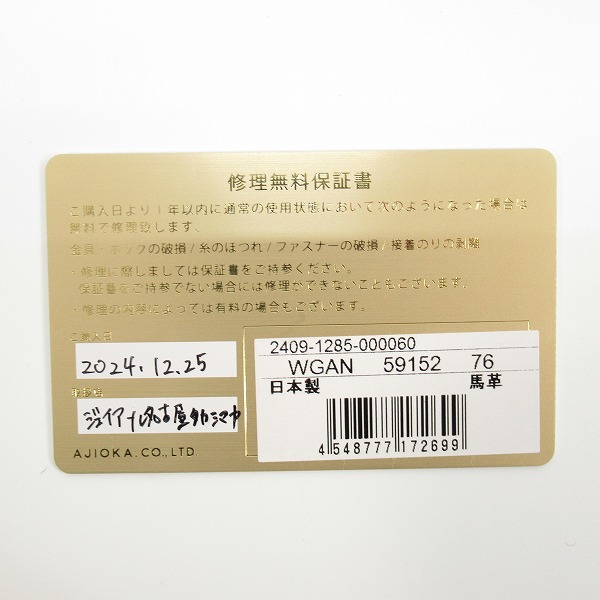 修理無料保証書
ご購入日より1年以内に通常の使用状態において次のようになった場合は
無料で修理致します。
金具・ホックの破損/糸のほつれ/ファスナーの破損/接着のりの剥離
・修理に際しましては保証書をご持参ください。
保証書をご持参でない場合には修理ができないこともございます。
・修理の内容によっては有料の場合もございます。
ご購入日
2024.12.25
取扱店
ジェイアール名古屋タカシマヤ
AJIOKA.CO.,LTD
2409-1285-000060
WGAN 59152 76
日本製 馬革
4 548777 172699